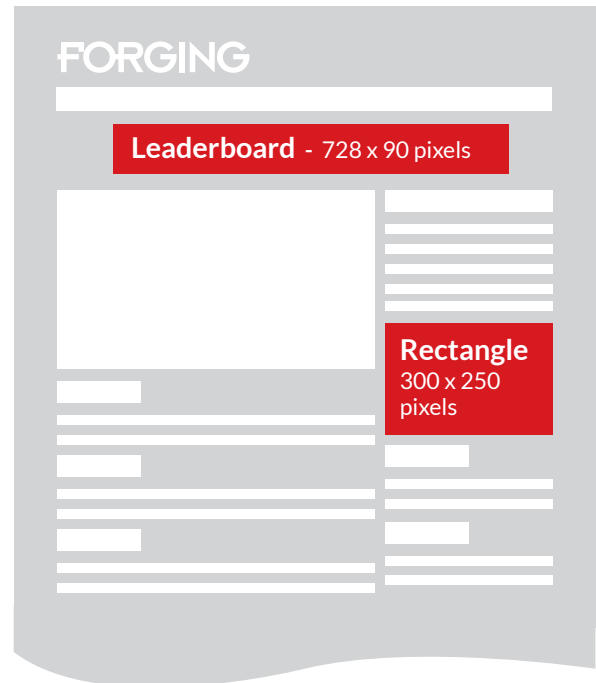 FORGING
Leaderboard - 728 x 90 pixels
Rectangle
300 x 250
pixels